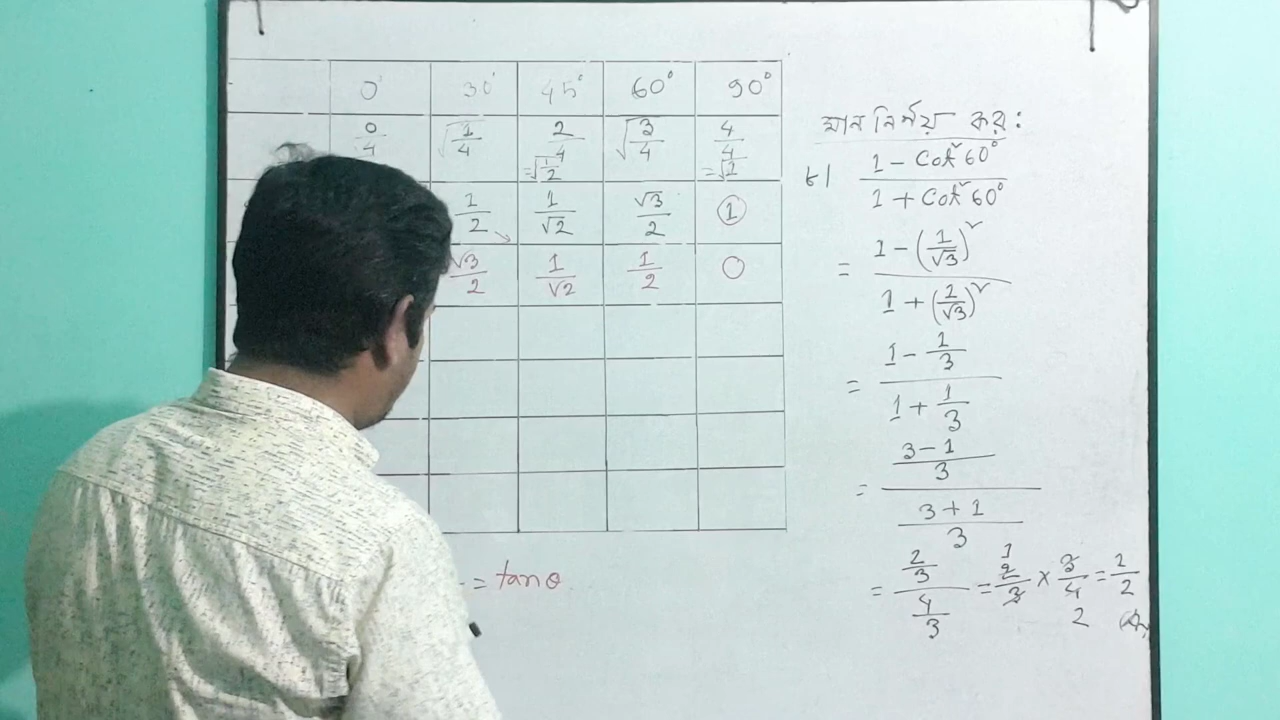 0° 30° 45° 60° 90°
0/4 √(1/4) 2/4 =√(1/2) √(3/4) 4/4 =√1
1/2 1/√2 √3/2 1
√3/2 1/√2 1/2 0
= tanθ
মান নির্ণয় কর:
৮। (1 - Cot²60°)/(1 + Cot²60°)
= (1 - (1/√3)²)/(1 + (1/√3)²)
= (1 - 1/3)/(1 + 1/3)
= ((3-1)/3)/((3+1)/3)
= (2/3)/(4/3) = 2/3 × 3/4 = 1/2
1 2